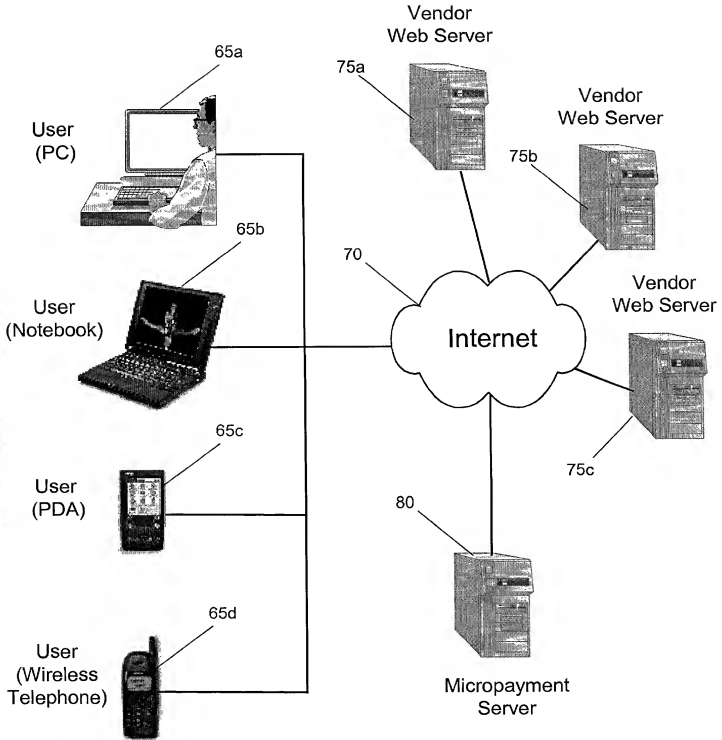 Vendor
Web Server
65a
75a
Vendor
Web Server
User
(PC)
75b
65b
70
Vendor
Web Server
User
(Notebook)
Internet
65c
75c
User
(PDA)
80
65d
User
(Wireless
Telephone)
Micropayment
Server